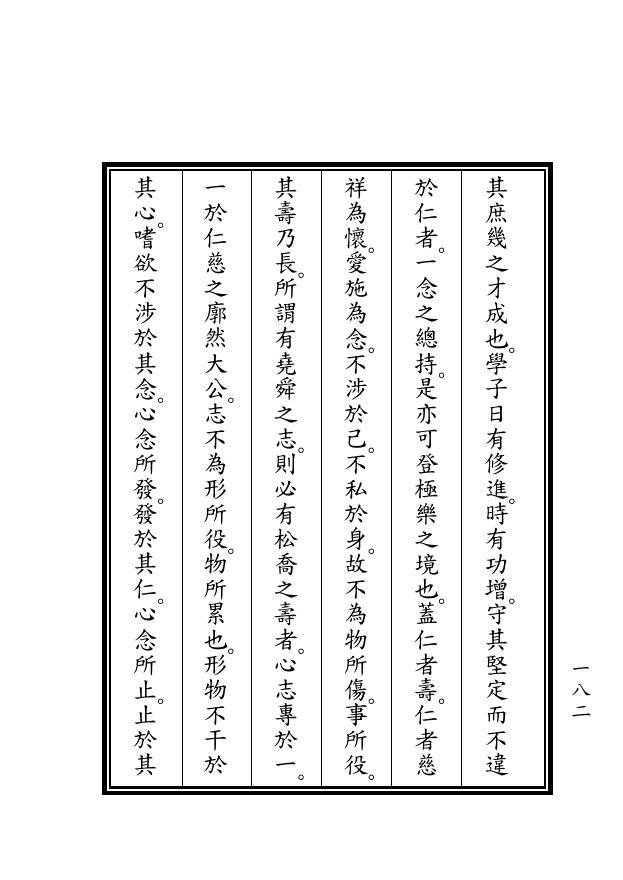 其庶幾之才成也。學子日有修進。時有功增。守其堅定而不違
於仁者。一念之總持。是亦可登極樂之境也。蓋仁者壽。仁者慈
祥為懷。愛施為念。不涉於己。不私於身。故不為物所傷。事所役。
其壽乃長。所謂有堯舜之志。則必有松喬之壽者。心志專於一。
一於仁慈之廓然大公。志不為形所役。物所累也。形物不干於
其心。嗜欲不涉於其念。心念所發。發於其仁。心念所止。止於其
一八二